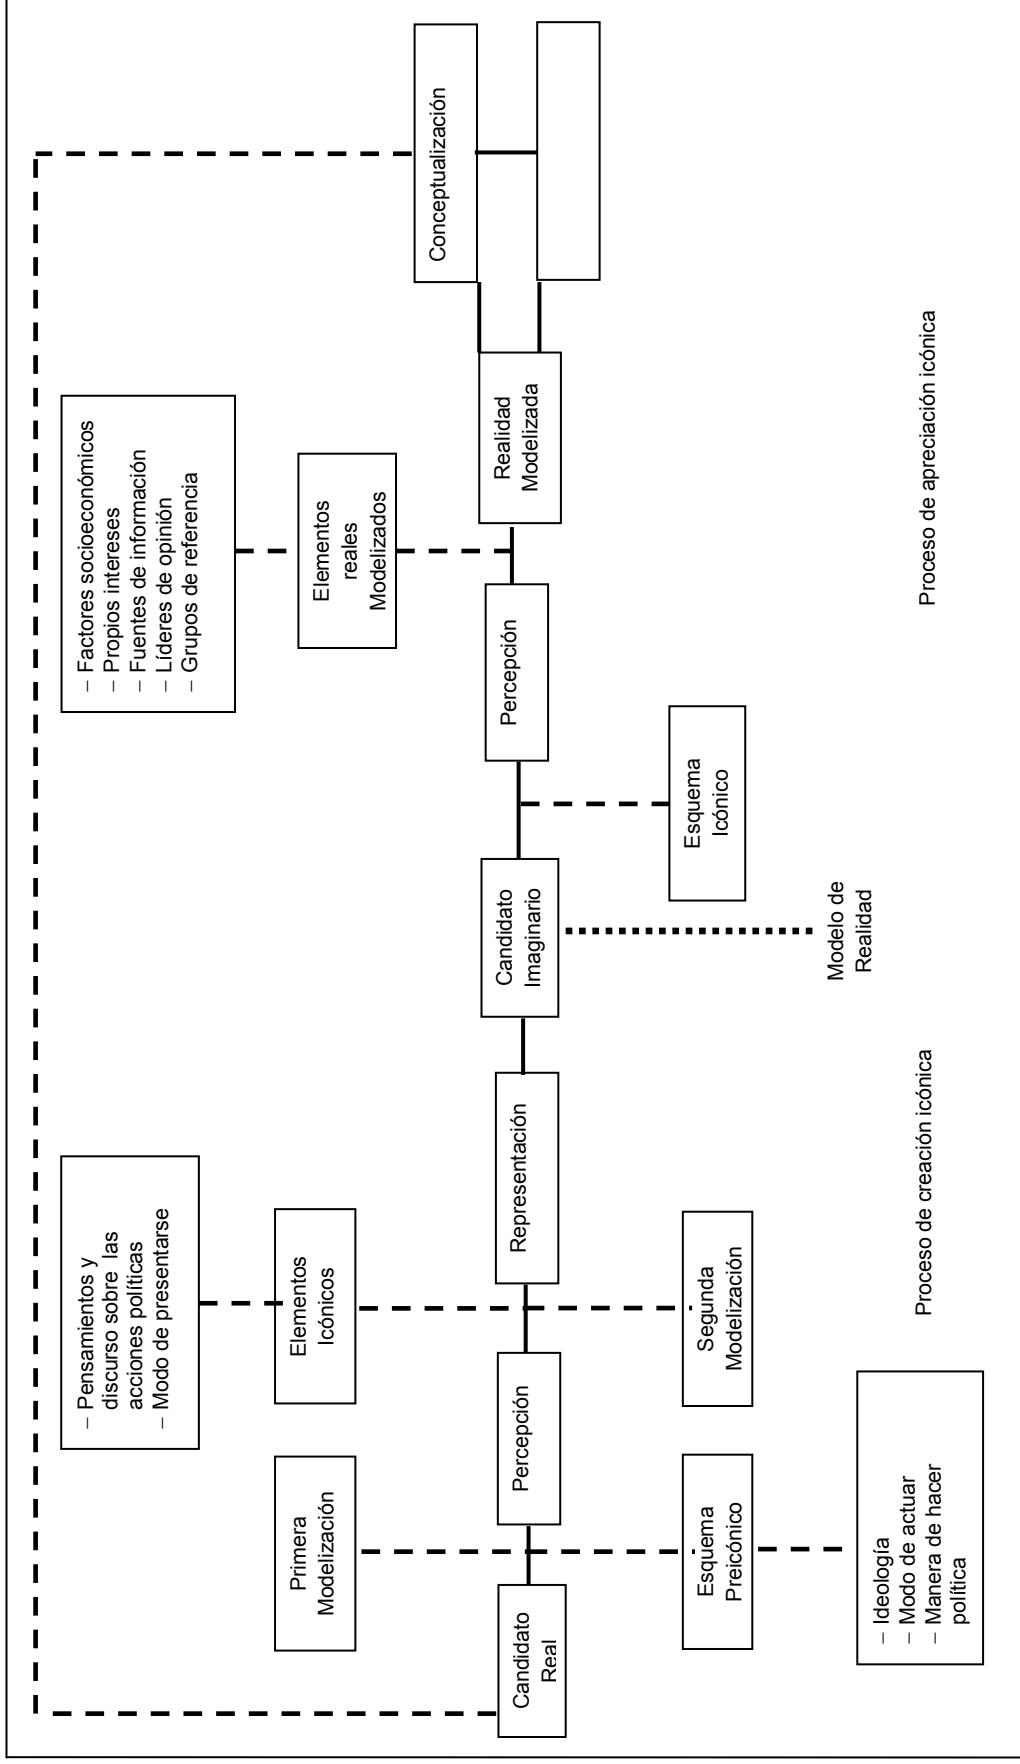 – Pensamientos y
discurso sobre las
acciones políticas
– Modo de presentarse
– Factores socioeconómicos
– Propios intereses
– Fuentes de información
– Líderes de opinión
– Grupos de referencia
Primera
Modelización
Elementos
Icónicos
Elementos
reales
Modelizados
Candidato
Real
Percepción
Representación
Candidato
Imaginario
Percepción
Realidad
Modelizada
Conceptualización
Esquema
Preicónico
Segunda
Modelización
Esquema
Icónico
– Ideología
– Modo de actuar
– Manera de hacer
política
Modelo de
Realidad
Proceso de creación icónica
Proceso de apreciación icónica